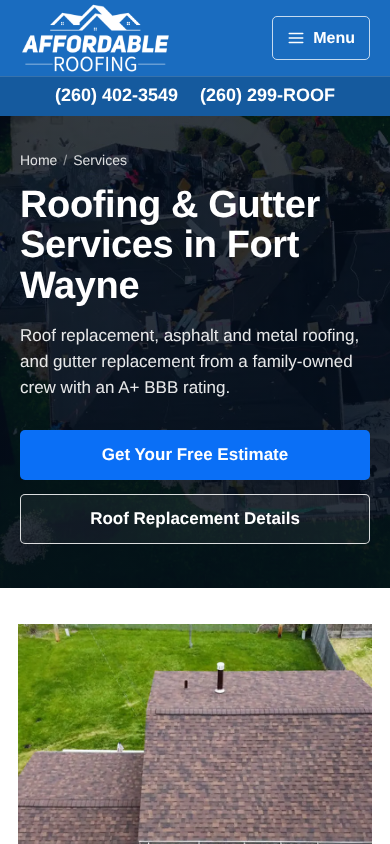 AFFORDABLE
ROOFING
Menu
(260) 402-3549 (260) 299-ROOF
Home / Services
Roofing & Gutter
Services in Fort
Wayne
Roof replacement, asphalt and metal roofing,
and gutter replacement from a family-owned
crew with an A+ BBB rating.
Get Your Free Estimate
Roof Replacement Details